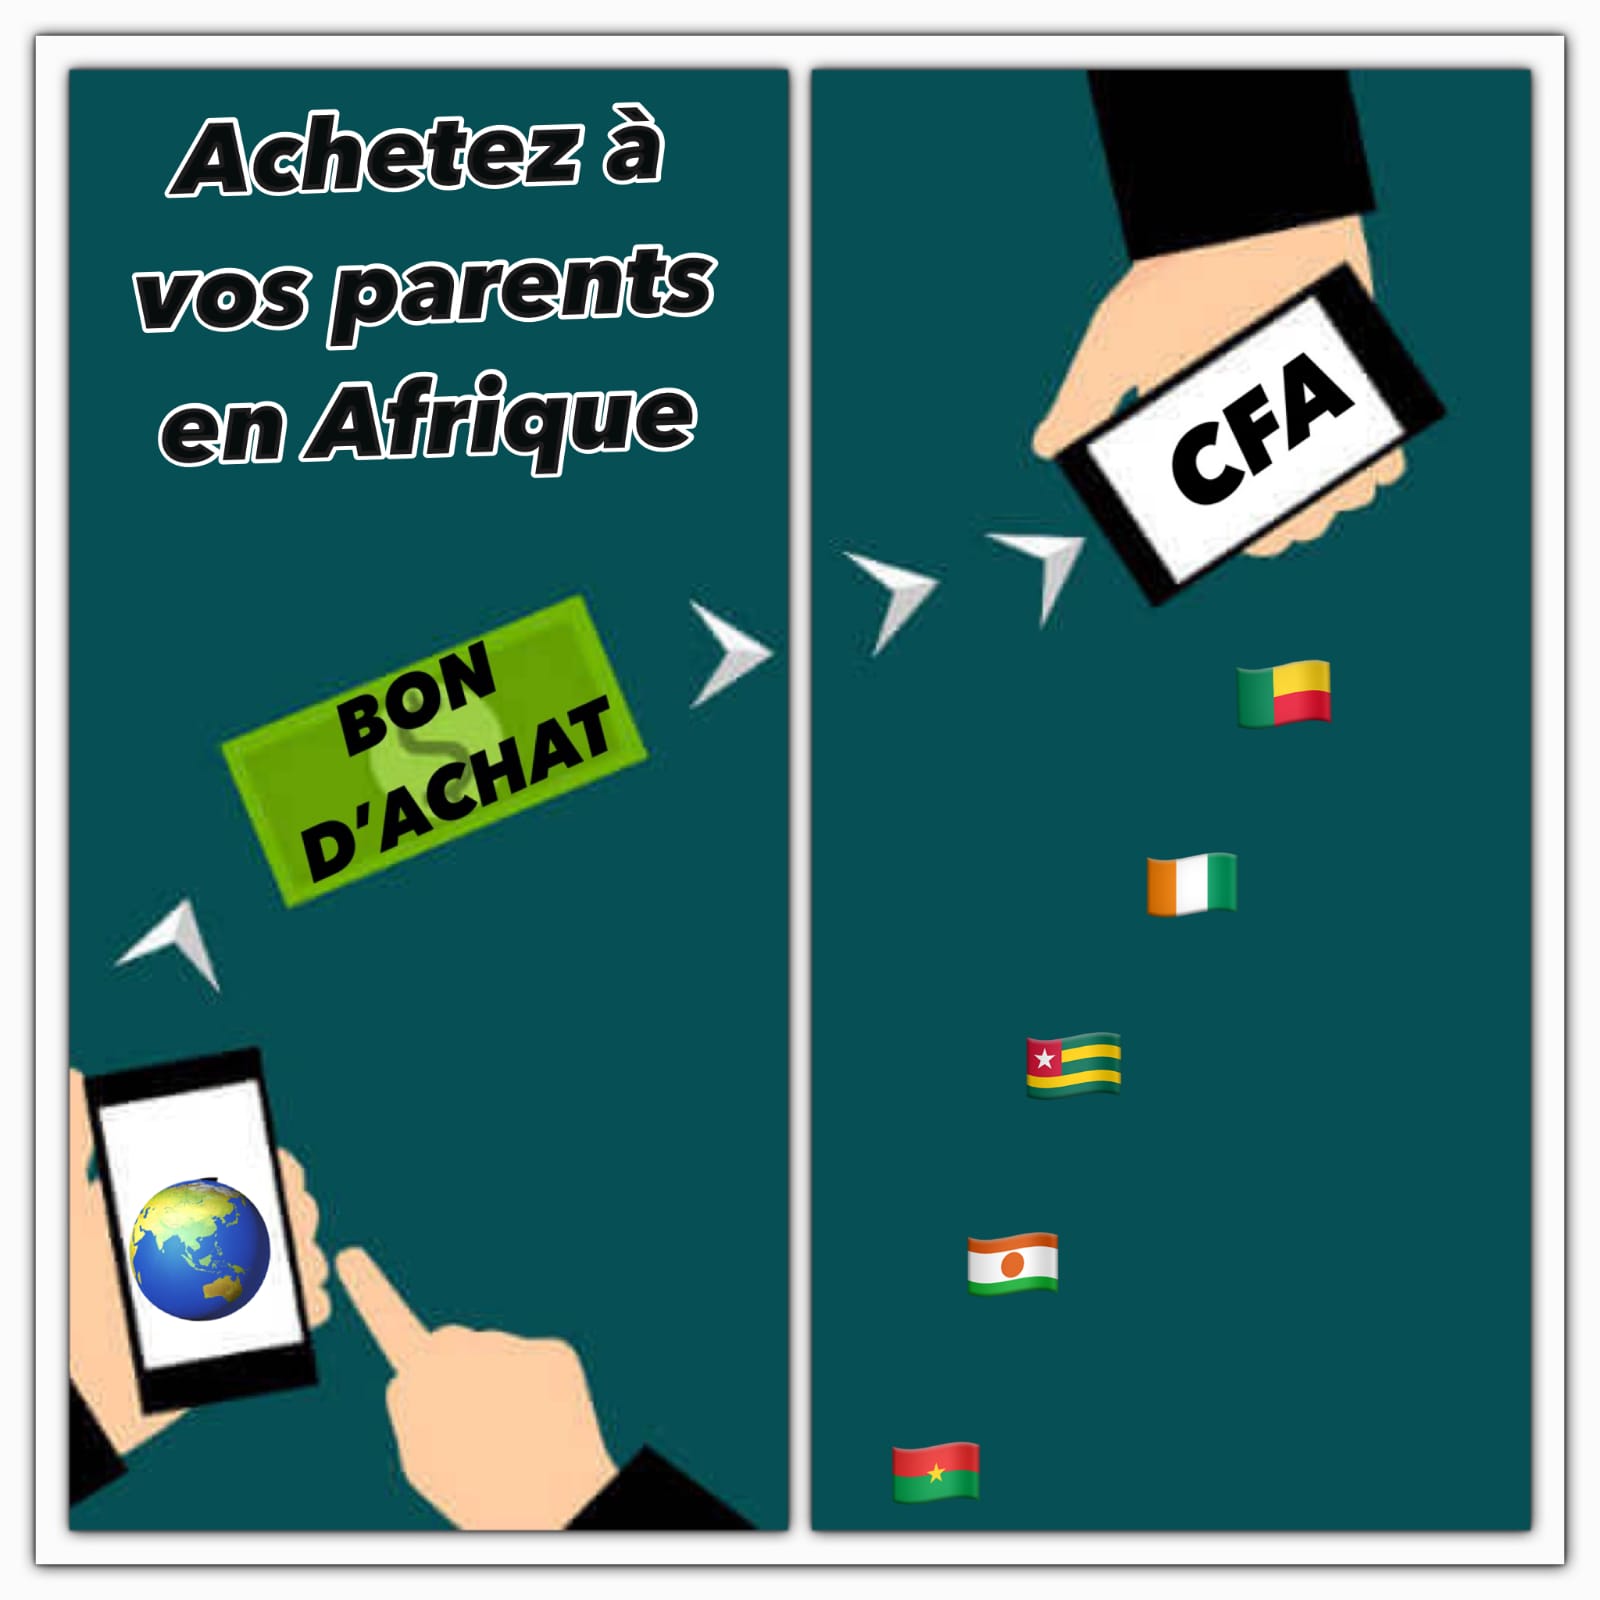 Achetez à
vos parents
en Afrique
BON
D’ACHAT
CFA